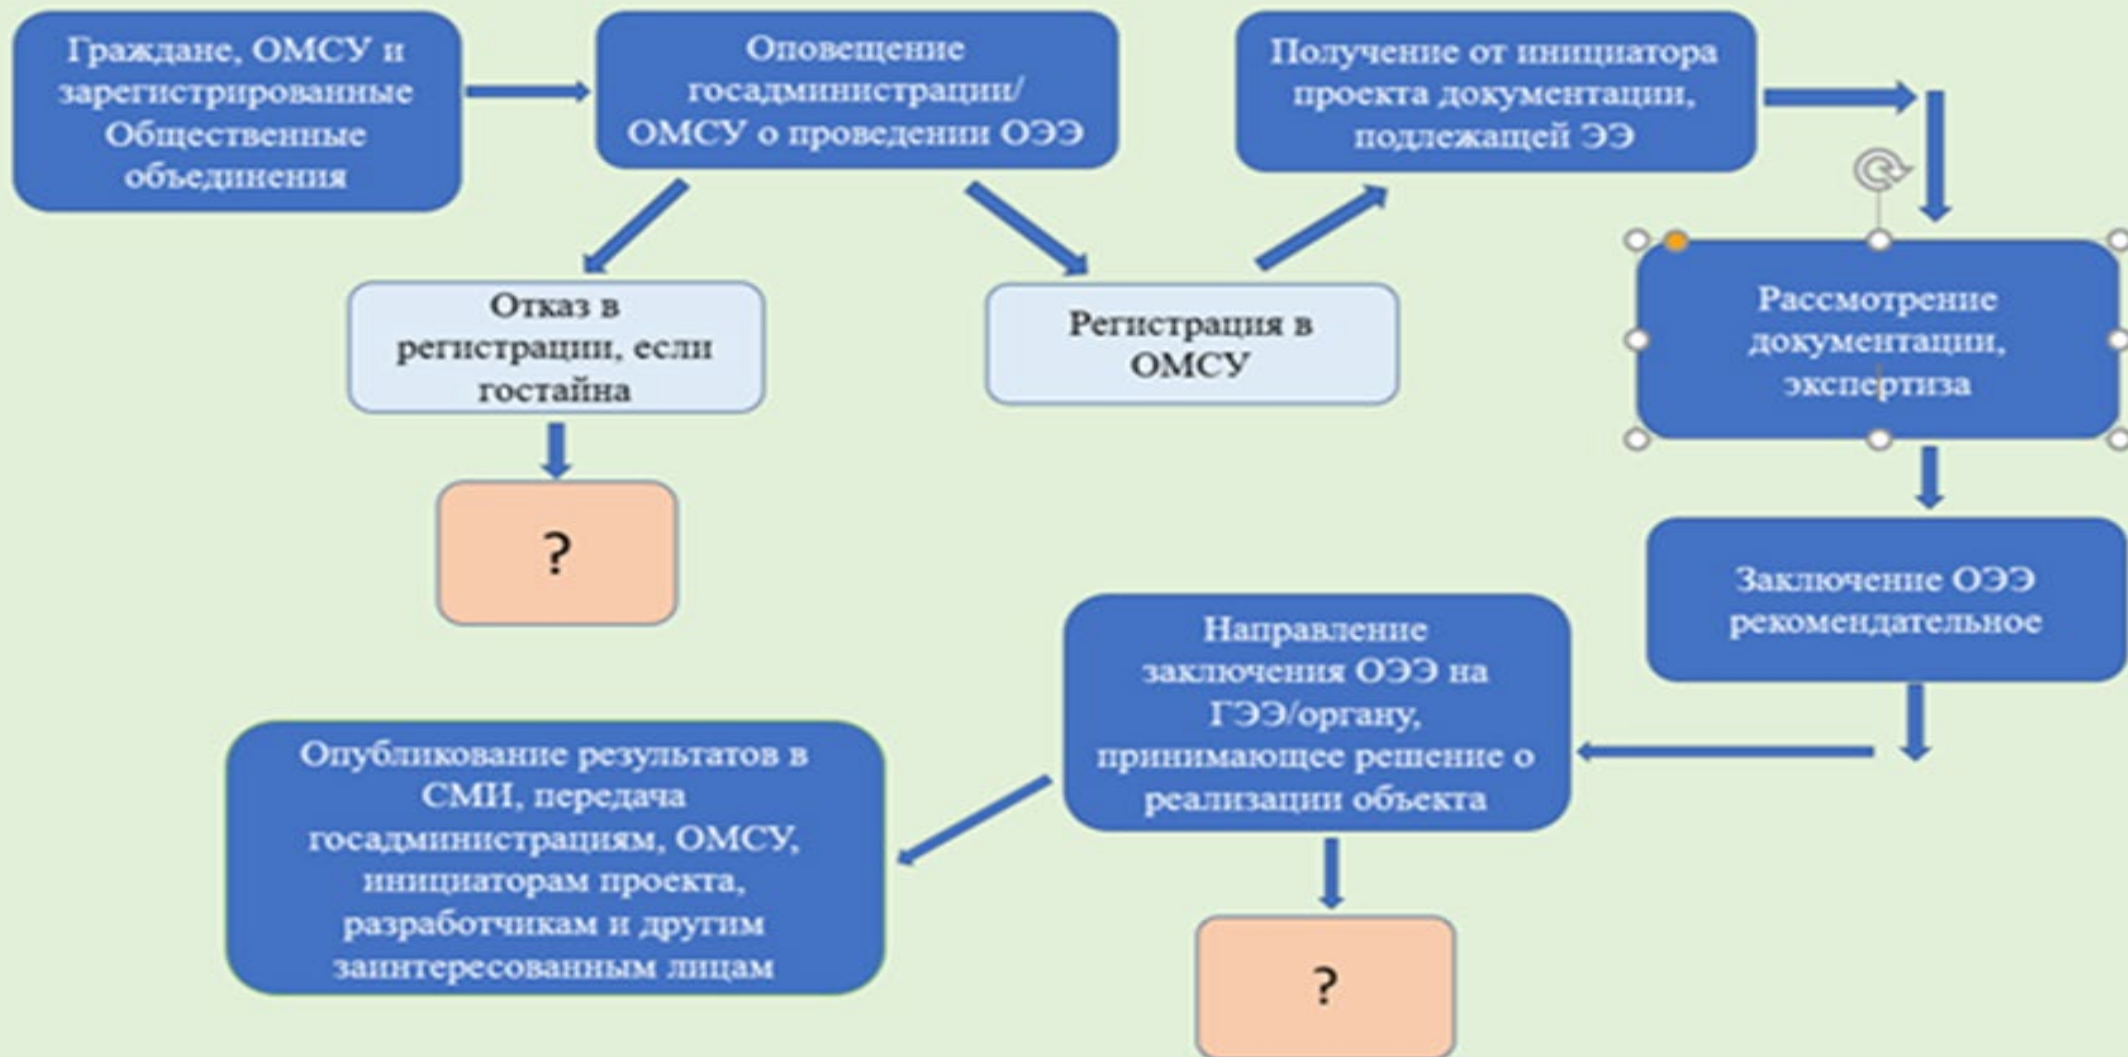 Граждане, ОМСУ и
зарегистрированные
Общественные
объединения
Оповещение
госадминистрации/
ОМСУ о проведении ОЭЭ
Получение от инициатора
проекта документации,
подлежащей ЭЭ
Отказ в
регистрации, если
гостайна
Регистрация в
ОМСУ
Рассмотрение
документации,
экспертиза
?
Заключение ОЭЭ
рекомендательное
Направление
заключения ОЭЭ на
ГЭЭ/органу,
принимающее решение о
реализации объекта
Опубликование результатов в
СМИ, передача
госадминистрациям, ОМСУ,
инициаторам проекта,
разработчикам и другим
заинтересованным лицам
?